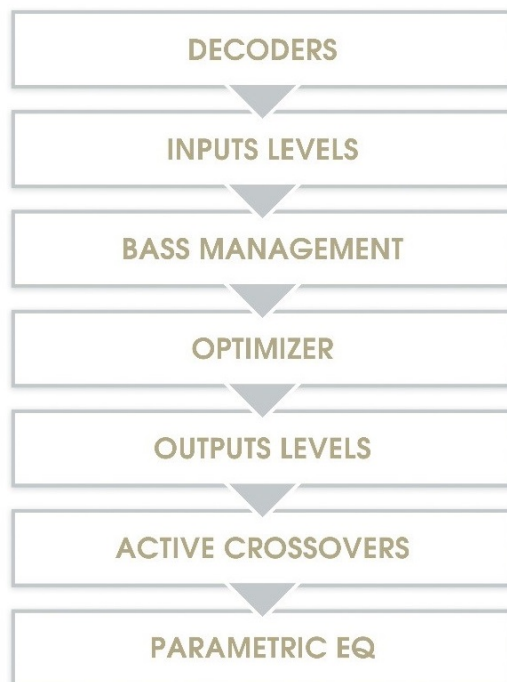 DECODERS
INPUTS LEVELS
BASS MANAGEMENT
OPTIMIZER
OUTPUTS LEVELS
ACTIVE CROSSOVERS
PARAMETRIC EQ